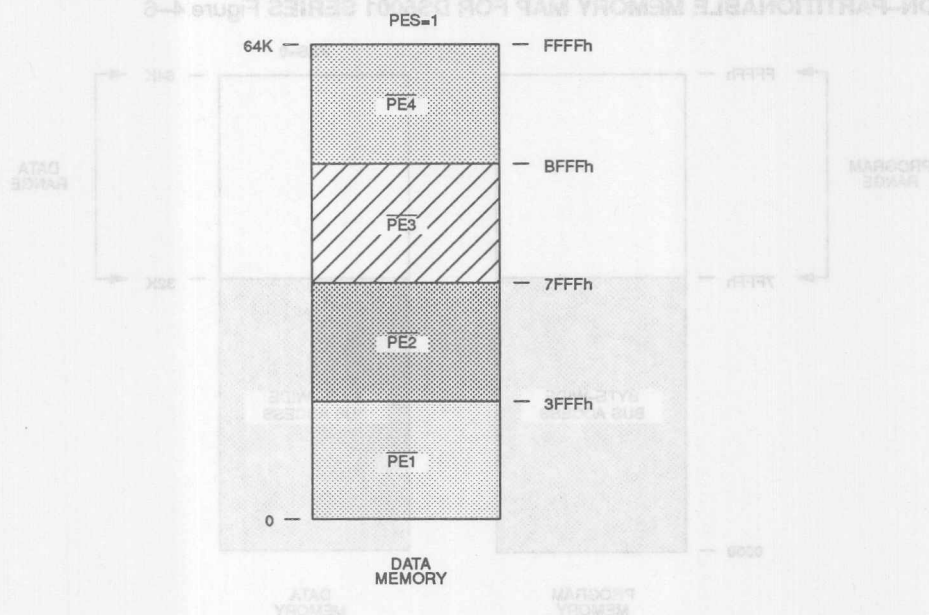 PES=1
64K
FFFFh
PE4
BFFFh
PE3
7FFFh
PE2
3FFFh
PE1
0
DATA
MEMORY